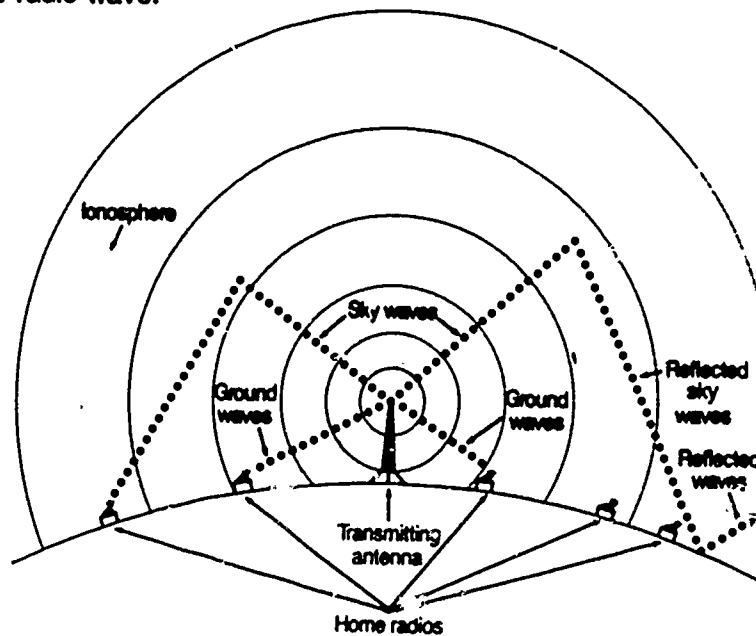 radio wave.
Ionosphere
Sky waves
Ground
waves
Ground
waves
Reflected
sky
waves
Reflected
waves
Transmitting
antenna
Home radios